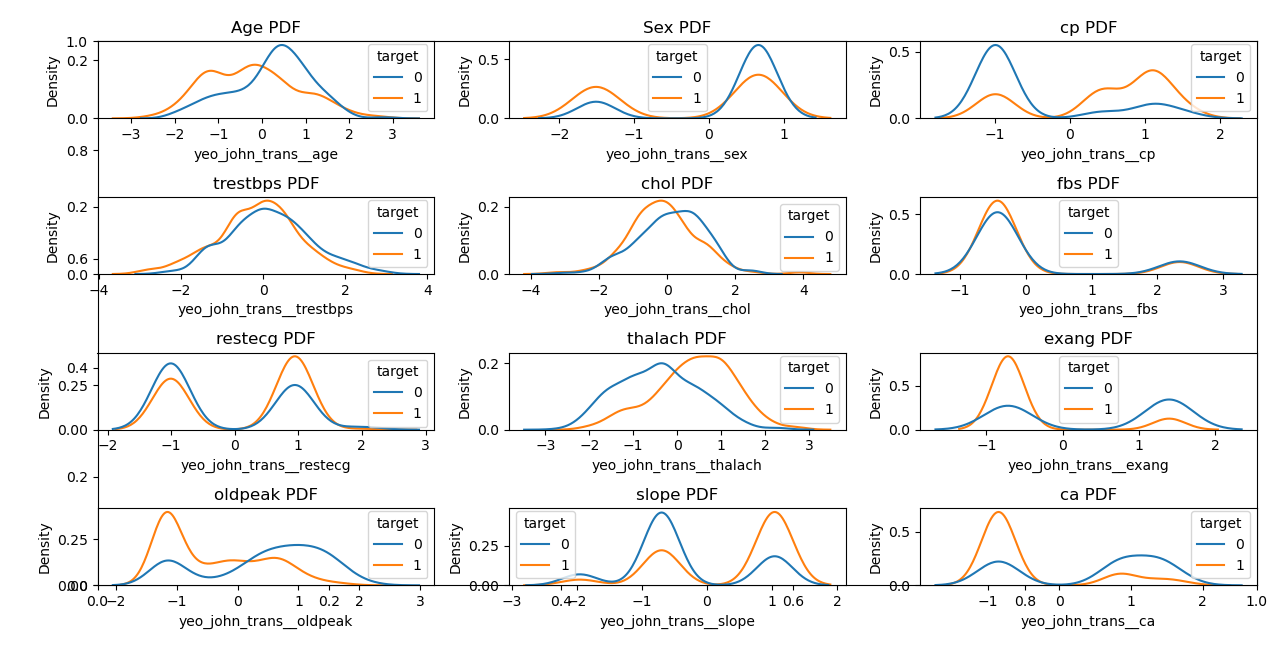 Age PDF
1.0
0.2
0.0
Density
target
0
1
−3 −2 −1 0 1 2 3
yeo_john_trans__age
Sex PDF
0.5
0.0
Density
target
0
1
−2 −1 0 1
yeo_john_trans__sex
cp PDF
0.5
0.0
Density
target
0
1
−1 0 1 2
yeo_john_trans__cp
0.8
trestbps PDF
0.2
0.6
0.0
Density
target
0
1
−4 −2 0 2 4
yeo_john_trans__trestbps
chol PDF
0.2
0.0
Density
target
0
1
−4 −2 0 2 4
yeo_john_trans__chol
fbs PDF
0.5
0.0
Density
target
0
1
−1 0 1 2 3
yeo_john_trans__fbs
restecg PDF
0.4
0.25
0.00
Density
target
0
1
−2 −1 0 1 2 3
yeo_john_trans__restecg
thalach PDF
0.2
0.0
Density
target
0
1
−3 −2 −1 0 1 2 3
yeo_john_trans__thalach
exang PDF
0.5
0.0
Density
target
0
1
−1 0 1 2
yeo_john_trans__exang
0.2
oldpeak PDF
0.25
0.00
0.0
Density
target
0
1
0.0 −2 −1 0 1 0.2 2 3
yeo_john_trans__oldpeak
slope PDF
0.25
0.00
Density
target
0
1
−3 0.4 −2 −1 0 1 0.6 2
yeo_john_trans__slope
ca PDF
0.5
0.0
Density
target
0
1
−1 0.8 0 1 2 1.0
yeo_john_trans__ca